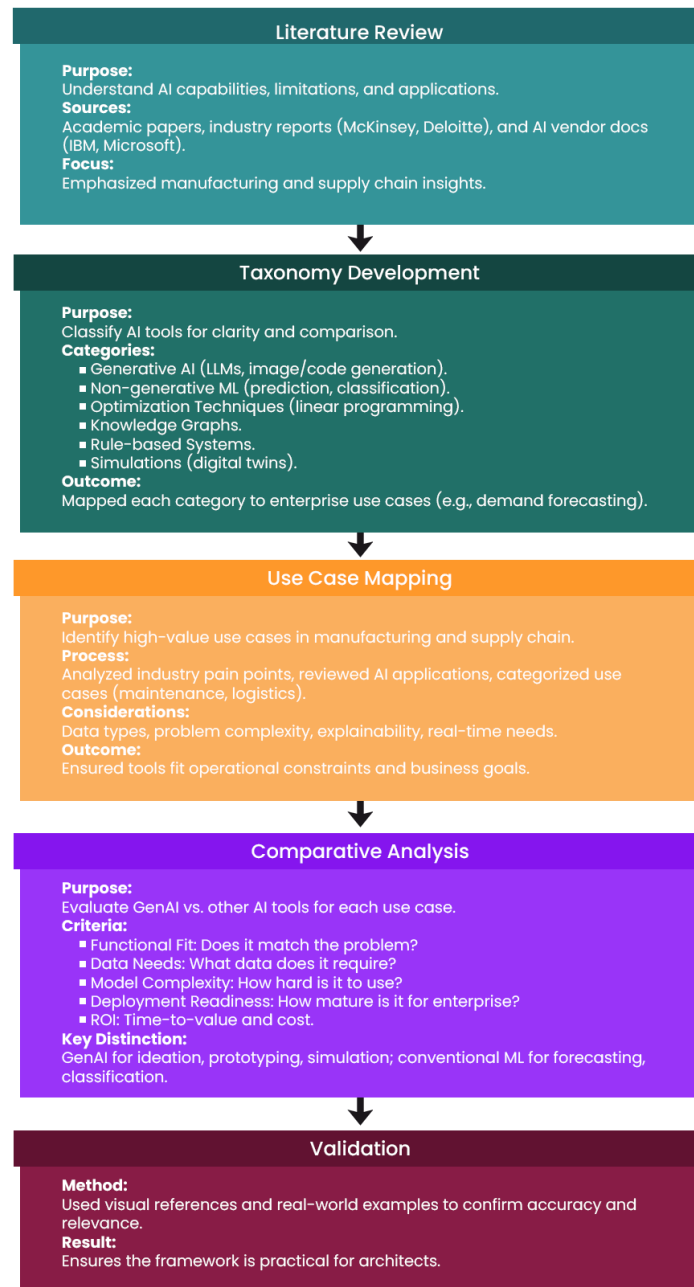 Literature Review
Purpose:
Understand AI capabilities, limitations, and applications.
Sources:
Academic papers, industry reports (McKinsey, Deloitte), and AI vendor docs
(IBM, Microsoft).
Focus:
Emphasized manufacturing and supply chain insights.
Taxonomy Development
Purpose:
Classify AI tools for clarity and comparison.
Categories:
▪ Generative AI (LLMs, image/code generation).
▪ Non-generative ML (prediction, classification).
▪ Optimization Techniques (linear programming).
▪ Knowledge Graphs.
▪ Rule-based Systems.
▪ Simulations (digital twins).
Outcome:
Mapped each category to enterprise use cases (e.g., demand forecasting).
Use Case Mapping
Purpose:
Identify high-value use cases in manufacturing and supply chain.
Process:
Analyzed industry pain points, reviewed AI applications, categorized use
cases (maintenance, logistics).
Considerations:
Data types, problem complexity, explainability, real-time needs.
Outcome:
Ensured tools fit operational constraints and business goals.
Comparative Analysis
Purpose:
Evaluate GenAI vs. other AI tools for each use case.
Criteria:
▪ Functional Fit: Does it match the problem?
▪ Data Needs: What data does it require?
▪ Model Complexity: How hard is it to use?
▪ Deployment Readiness: How mature is it for enterprise?
▪ ROI: Time-to-value and cost.
Key Distinction:
GenAI for ideation, prototyping, simulation; conventional ML for forecasting,
classification.
Validation
Method:
Used visual references and real-world examples to confirm accuracy and
relevance.
Result:
Ensures the framework is practical for architects.